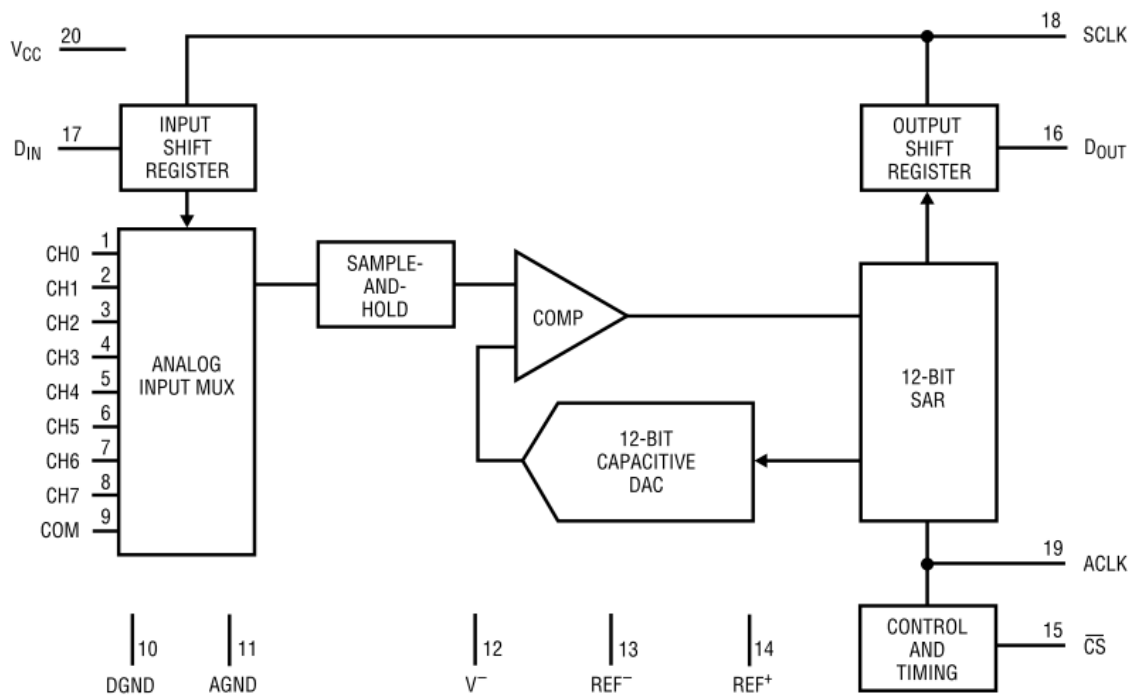 18
SCLK
20
VCC
INPUT
SHIFT
REGISTER
OUTPUT
SHIFT
REGISTER
17
DIN
16
DOUT
CH0 1
CH1 2
CH2 3
CH3 4
CH4 5
CH5 6
CH6 7
CH7 8
COM 9
ANALOG
INPUT MUX
SAMPLE-
AND-
HOLD
COMP
12-BIT
CAPACITIVE
DAC
12-BIT
SAR
19
ACLK
CONTROL
AND
TIMING
15
C̅S̅
10
DGND
11
AGND
12
V−
13
REF−
14
REF+